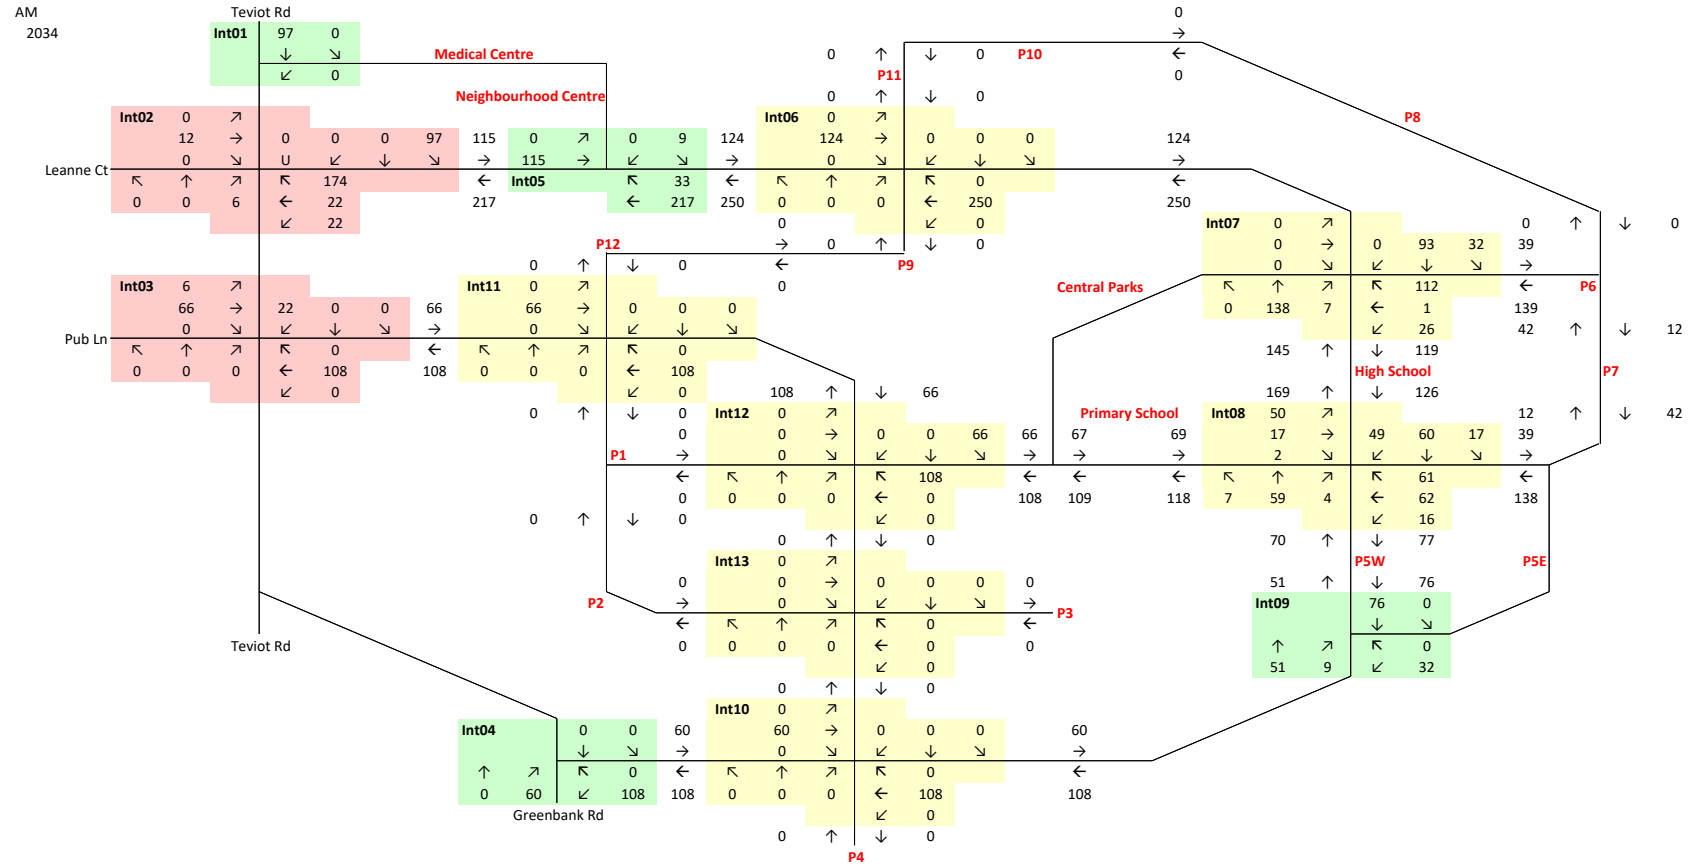 AM Teviot Rd 0
2034 Int01 97 0 →
↓ ↘ Medical Centre 0 ↑ ↓ 0 P10 ←
↙ 0 P11 0
Neighbourhood Centre 0 ↑ ↓ 0
Int02 0 ↗ Int06 0 ↗ P8
12 → 0 0 0 97 115 0 ↗ 0 9 124 124 → 0 0 0 124
0 ↘ U ↙ ↓ ↘ → 115 → ↙ ↘ → 0 ↘ ↙ ↓ ↘ →
Leanne Ct
↖ ↑ ↗ ↖ 174 ← Int05 ↖ 33 ← ↖ ↑ ↗ ↖ 0 ←
0 0 6 ← 22 217 ← 217 250 0 0 0 ← 250 250
↙ 22 0 ↙ 0 Int07 0 ↗ 0 ↑ ↓ 0
P12 → 0 ↑ ↓ 0 0 → 0 93 32 39
0 ↑ ↓ 0 ← P9 0 ↘ ↙ ↓ ↘ →
Int03 6 ↗ Int11 0 ↗ 0 Central Parks ↖ ↑ ↗ ↖ 112 ← P6
66 → 22 0 0 66 66 → 0 0 0 0 138 7 ← 1 139
0 ↘ ↙ ↓ ↘ → 0 ↘ ↙ ↓ ↘ ↙ 26 42 ↑ ↓ 12
Pub Ln
↖ ↑ ↗ ↖ 0 ← ↖ ↑ ↗ ↖ 0 145 ↑ ↓ 119
0 0 0 ← 108 108 0 0 0 ← 108 High School P7
↙ 0 ↙ 0 108 ↑ ↓ 66 169 ↑ ↓ 126
0 ↑ ↓ 0 Int12 0 ↗ Primary School Int08 50 ↗ 12 ↑ ↓ 42
0 0 → 0 0 66 66 67 69 17 → 49 60 17 39
P1 → 0 ↘ ↙ ↓ ↘ → → → 2 ↘ ↙ ↓ ↘ →
← ↖ ↑ ↗ ↖ 108 ← ← ← ↖ ↑ ↗ ↖ 61 ←
0 0 0 0 ← 0 108 109 118 7 59 4 ← 62 138
0 ↑ ↓ 0 ↙ 0 ↙ 16
0 ↑ ↓ 0 70 ↑ ↓ 77
Int13 0 ↗ P5W P5E
0 0 → 0 0 0 0 51 ↑ ↓ 76
P2 → 0 ↘ ↙ ↓ ↘ → P3 Int09 76 0
← ↖ ↑ ↗ ↖ 0 ← ↓ ↘
Teviot Rd 0 0 0 0 ← 0 0 ↑ ↗ ↖ 0
↙ 0 51 9 ↙ 32
0 ↑ ↓ 0
Int10 0 ↗
Int04 0 0 60 60 → 0 0 0 60
↓ ↘ → 0 ↘ ↙ ↓ ↘ →
↑ ↗ ↖ 0 ← ↖ ↑ ↗ ↖ 0 ←
0 60 ↙ 108 108 0 0 0 ← 108 108
Greenbank Rd ↙ 0
0 ↑ ↓ 0
P4